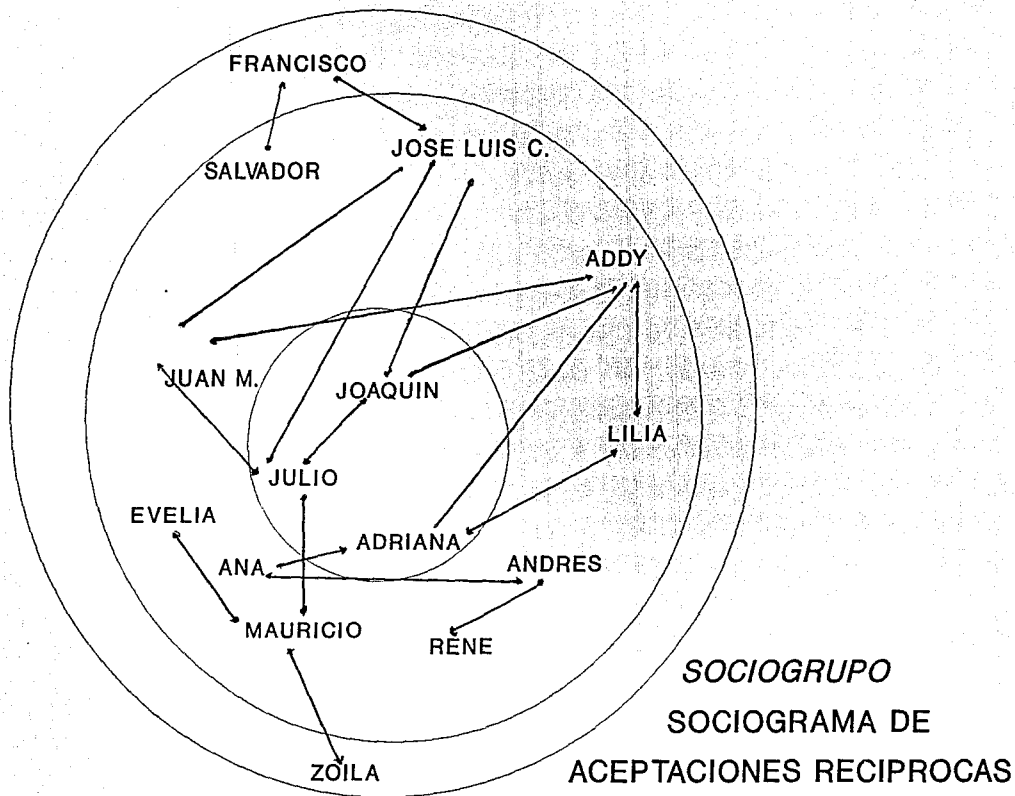 FRANCISCO
JOSE LUIS C.
SALVADOR
ADDY
JUAN M.
JOAQUIN
LILIA
JULIO
EVELIA
ADRIANA
ANA
ANDRES
MAURICIO
RENE
ZOILA
SOCIOGRUPO
SOCIOGRAMA DE
ACEPTACIONES RECIPROCAS